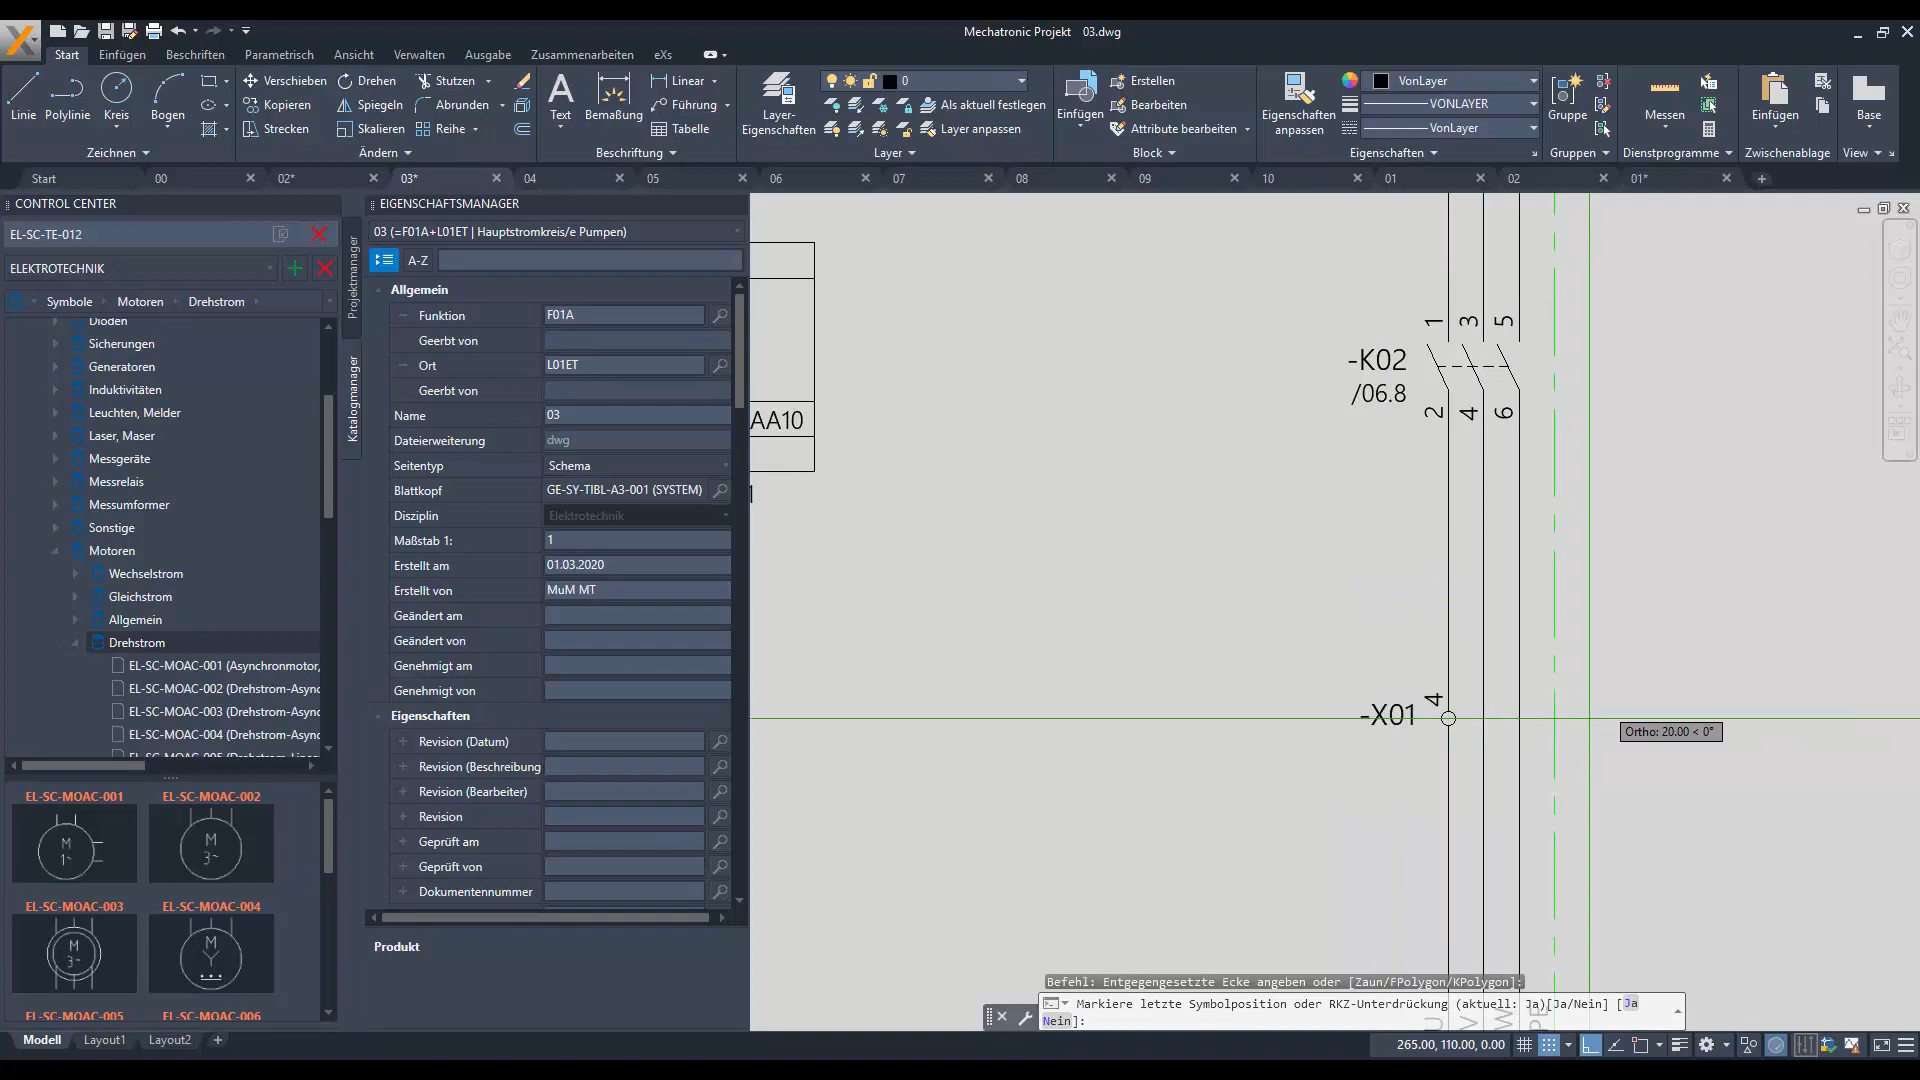 Mechatronic Projekt 03.dwg
Start Einfügen Beschriften Parametrisch Ansicht Verwalten Ausgabe Zusammenarbeiten eXs
Linie Polylinie Kreis Bogen
Verschieben Drehen Stutzen
Kopieren Spiegeln Abrunden
Strecken Skalieren Reihe
Text Bemaßung
Linear
Führung
Tabelle
Layer-
Eigenschaften
0
Als aktuell festlegen
Layer anpassen
Einfügen
Erstellen
Bearbeiten
Attribute bearbeiten
Eigenschaften
anpassen
VonLayer
VONLAYER
VonLayer
Gruppe
Messen
Einfügen
Base
Zeichnen Ändern Beschriftung Layer Block Eigenschaften Gruppen Dienstprogramme Zwischenablage View
Start 00 02* 03* 04 05 06 07 08 09 10 01 02 01*
CONTROL CENTER
EL-SC-TE-012
ELEKTROTECHNIK
Symbole Motoren Drehstrom
Dioden
Sicherungen
Generatoren
Induktivitäten
Leuchten, Melder
Laser, Maser
Messgeräte
Messrelais
Messumformer
Sonstige
Motoren
Wechselstrom
Gleichstrom
Allgemein
Drehstrom
EL-SC-MOAC-001 (Asynchronmotor,
EL-SC-MOAC-002 (Drehstrom-Async
EL-SC-MOAC-003 (Drehstrom-Async
EL-SC-MOAC-004 (Drehstrom-Async
EL-SC-MOAC-001 EL-SC-MOAC-002
M
1~
M
3~
EL-SC-MOAC-003 EL-SC-MOAC-004
M
3~
M
Y
EL-SC-MOAC-005 EL-SC-MOAC-006
Projektmanager
Katalogmanager
EIGENSCHAFTSMANAGER
03 (=F01A+L01ET | Hauptstromkreis/e Pumpen)
A-Z
Allgemein
Funktion F01A
Geerbt von
Ort L01ET
Geerbt von
Name 03
Dateierweiterung dwg
Seitentyp Schema
Blattkopf GE-SY-TIBL-A3-001 (SYSTEM)
Disziplin Elektrotechnik
Maßstab 1: 1
Erstellt am 01.03.2020
Erstellt von MuM MT
Geändert am
Geändert von
Genehmigt am
Genehmigt von
Eigenschaften
Revision (Datum)
Revision (Beschreibung
Revision (Bearbeiter)
Revision
Geprüft am
Geprüft von
Dokumentennummer
Produkt
AA10
1 3 5
-K02
/06.8
2 4 6
-X01 4
Ortho: 20.00 < 0°
U V W PE
Befehl: Entgegengesetzte Ecke angeben oder [Zaun/FPolygon/KPolygon]:
Markiere letzte Symbolposition oder RKZ-Unterdrückung (aktuell: Ja)[Ja/Nein] [Ja
Nein]:
Modell Layout1 Layout2
265.00, 110.00, 0.00